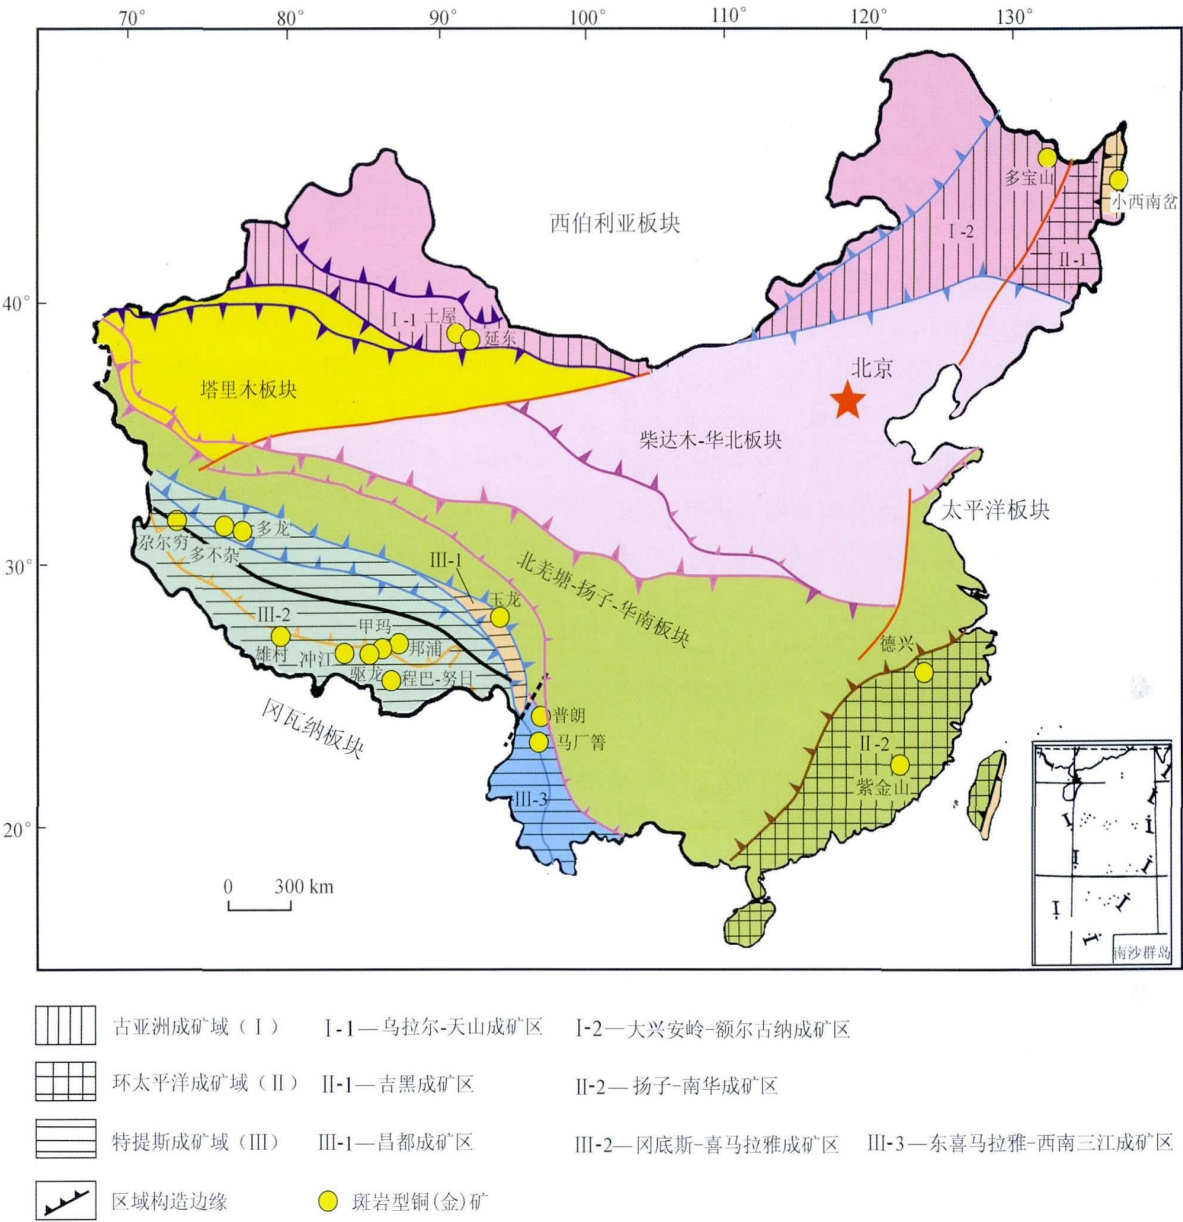 70° 80° 90° 100° 110° 120° 130°
多宝山
小西南岔
西伯利亚板块
I-2
II-1
40°
I-1 土屋
延东
北京
塔里木板块
柴达木-华北板块
太平洋板块
尕尔穷 多不杂 多龙
30°
III-1
北羌塘-扬子-华南板块
玉龙
III-2
甲玛
雄村 冲江 驱龙 邦浦
程巴-努日
德兴
冈瓦纳板块
普朗
马厂箐
II-2
紫金山
III-3
20°
0 300 km
南沙群岛
古亚洲成矿域(I) I-1—乌拉尔-天山成矿区 I-2—大兴安岭-额尔古纳成矿区
环太平洋成矿域(II) II-1—吉黑成矿区 II-2—扬子-南华成矿区
特提斯成矿域(III) III-1—昌都成矿区 III-2—冈底斯-喜马拉雅成矿区 III-3—东喜马拉雅-西南三江成矿区
区域构造边缘 斑岩型铜(金)矿